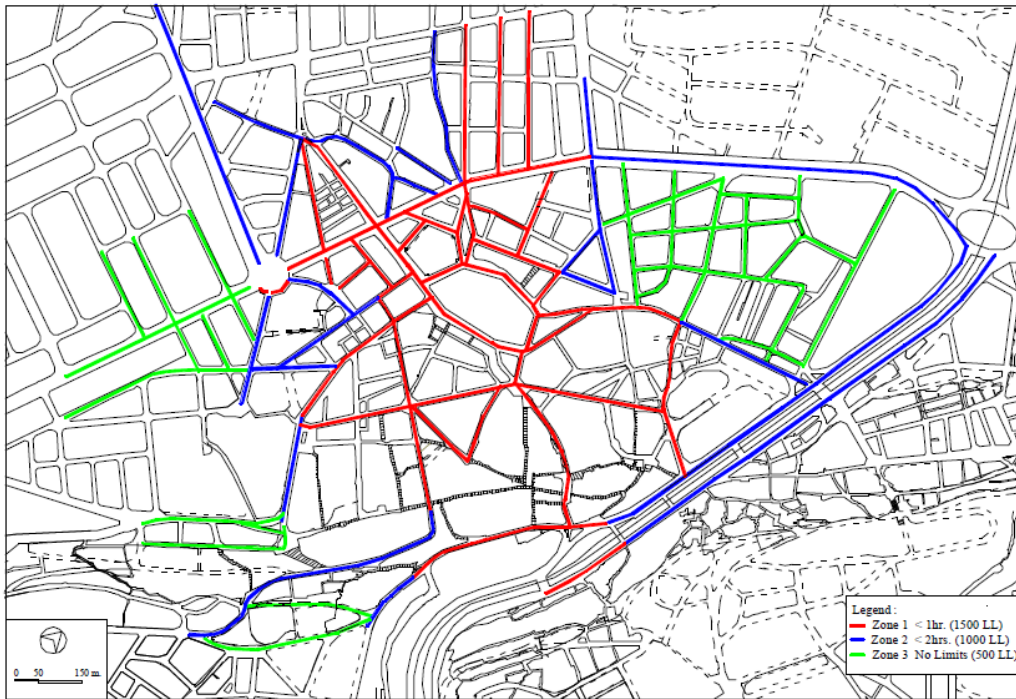 Legend :
Zone 1 < 1hr. (1500 LL)
Zone 2 < 2hrs. (1000 LL)
Zone 3 No Limits (500 LL)
0 50 150 m.